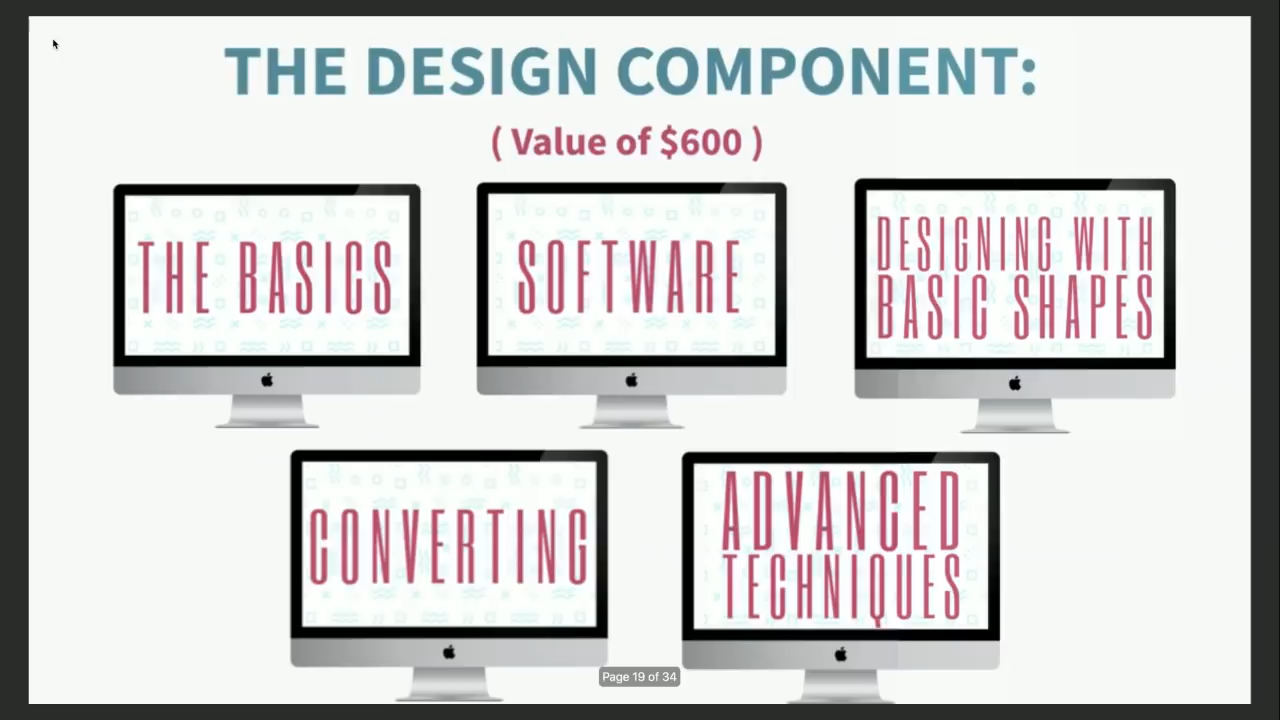 THE DESIGN COMPONENT:
( Value of $600 )
THE BASICS
SOFTWARE
DESIGNING WITH
BASIC SHAPES
CONVERTING
ADVANCED
TECHNIQUES
Page 19 of 34